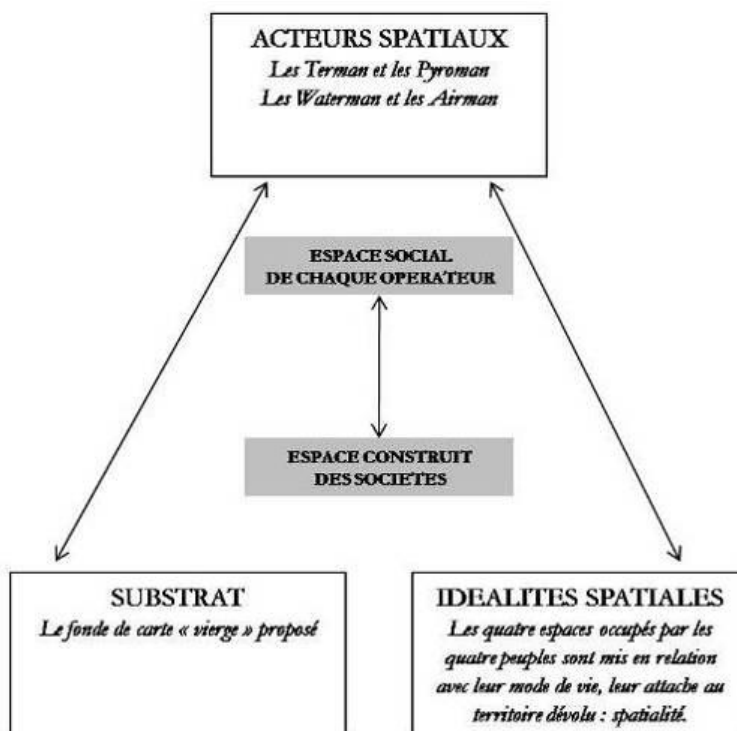 ACTEURS SPATIAUX
Les Terman et les Pyroman
Les Waterman et les Airman
ESPACE SOCIAL
DE CHAQUE OPERATEUR
ESPACE CONSTRUIT
DES SOCIETES
SUBSTRAT
Le fonde de carte « vierge » proposé
IDEALITES SPATIALES
Les quatre espaces occupés par les
quatre peuples sont mis en relation
avec leur mode de vie, leur attache au
territoire dévolu : spatialité.